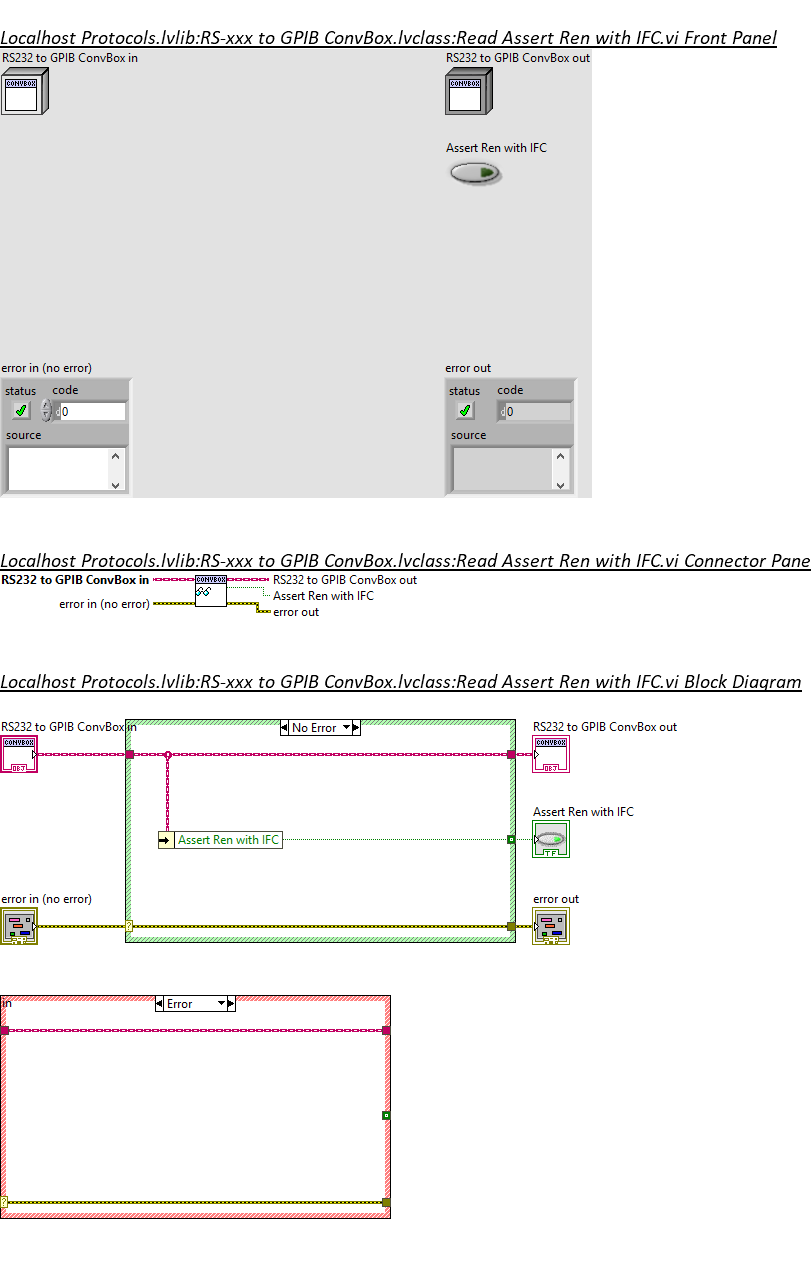 Localhost Protocols.lvlib:RS-xxx to GPIB ConvBox.lvclass:Read Assert Ren with IFC.vi Front Panel
RS232 to GPIB ConvBox in
RS232 to GPIB ConvBox out
CONVBOX
CONVBOX
Assert Ren with IFC
error in (no error)
error out
status code
status code
d 0
d 0
source
source
Localhost Protocols.lvlib:RS-xxx to GPIB ConvBox.lvclass:Read Assert Ren with IFC.vi Connector Pane
RS232 to GPIB ConvBox in
CONVBOX
RS232 to GPIB ConvBox out
Assert Ren with IFC
error in (no error)
error out
Localhost Protocols.lvlib:RS-xxx to GPIB ConvBox.lvclass:Read Assert Ren with IFC.vi Block Diagram
RS232 to GPIB ConvBox in
No Error
RS232 to GPIB ConvBox out
CONVBOX
OBJ
CONVBOX
OBJ
Assert Ren with IFC
Assert Ren with IFC
TF
error in (no error)
error out
?
in
Error
?